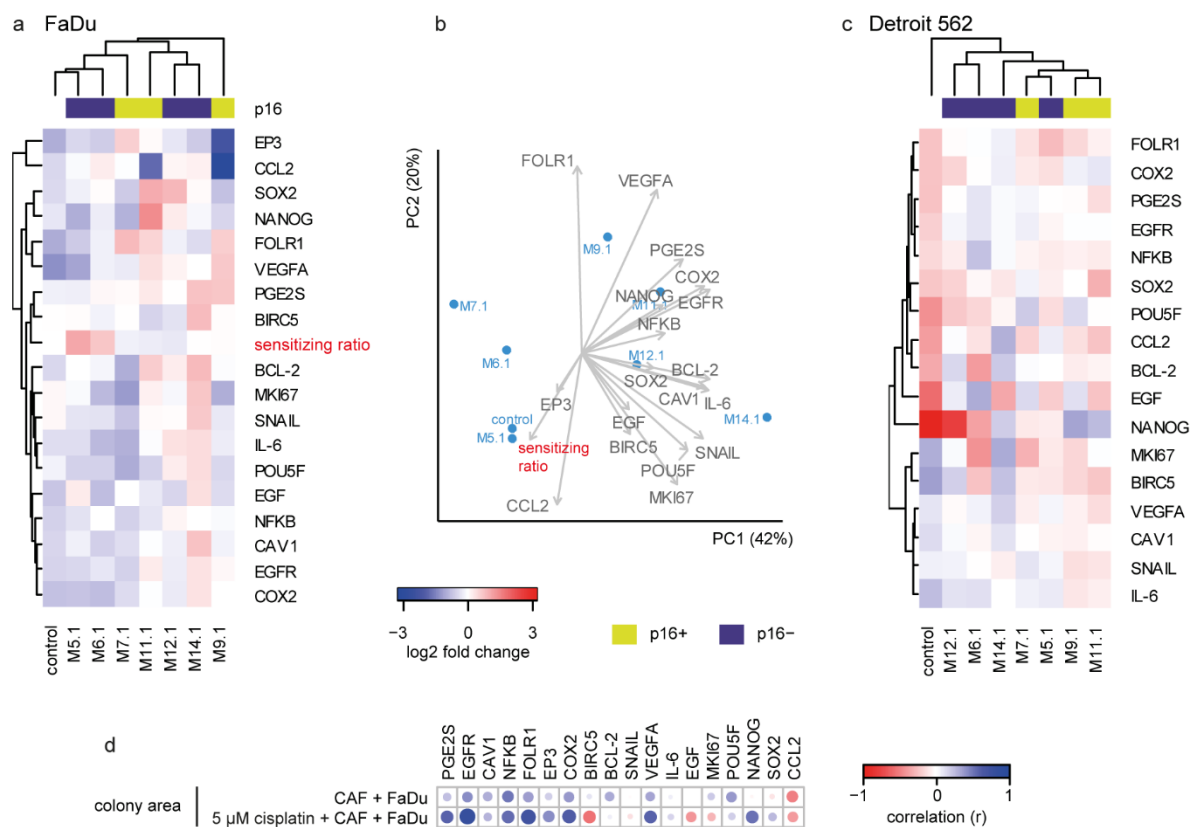 a FaDu
p16
EP3
CCL2
SOX2
NANOG
FOLR1
VEGFA
PGE2S
BIRC5
sensitizing ratio
BCL-2
MKI67
SNAIL
IL-6
POU5F
EGF
NFKB
CAV1
EGFR
COX2
control
M5.1
M6.1
M7.1
M11.1
M12.1
M14.1
M9.1
b
PC2 (20%)
FOLR1
VEGFA
M9.1
PGE2S
COX2
NANOG
M11.1
EGFR
M7.1
NFKB
M6.1
M12.1
BCL-2
SOX2
CAV1
IL-6
EP3
EGF
M14.1
control
M5.1
sensitizing
ratio
BIRC5
SNAIL
POU5F
MKI67
CCL2
PC1 (42%)
−3 0 3
log2 fold change
p16+ p16−
c Detroit 562
FOLR1
COX2
PGE2S
EGFR
NFKB
SOX2
POU5F
CCL2
BCL-2
EGF
NANOG
MKI67
BIRC5
VEGFA
CAV1
SNAIL
IL-6
control
M12.1
M6.1
M14.1
M7.1
M5.1
M9.1
M11.1
d
PGE2S
EGFR
CAV1
NFKB
FOLR1
EP3
COX2
BIRC5
BCL-2
SNAIL
VEGFA
IL-6
EGF
MKI67
POU5F
NANOG
SOX2
CCL2
colony area
CAF + FaDu
5 µM cisplatin + CAF + FaDu
−1 0 1
correlation (r)